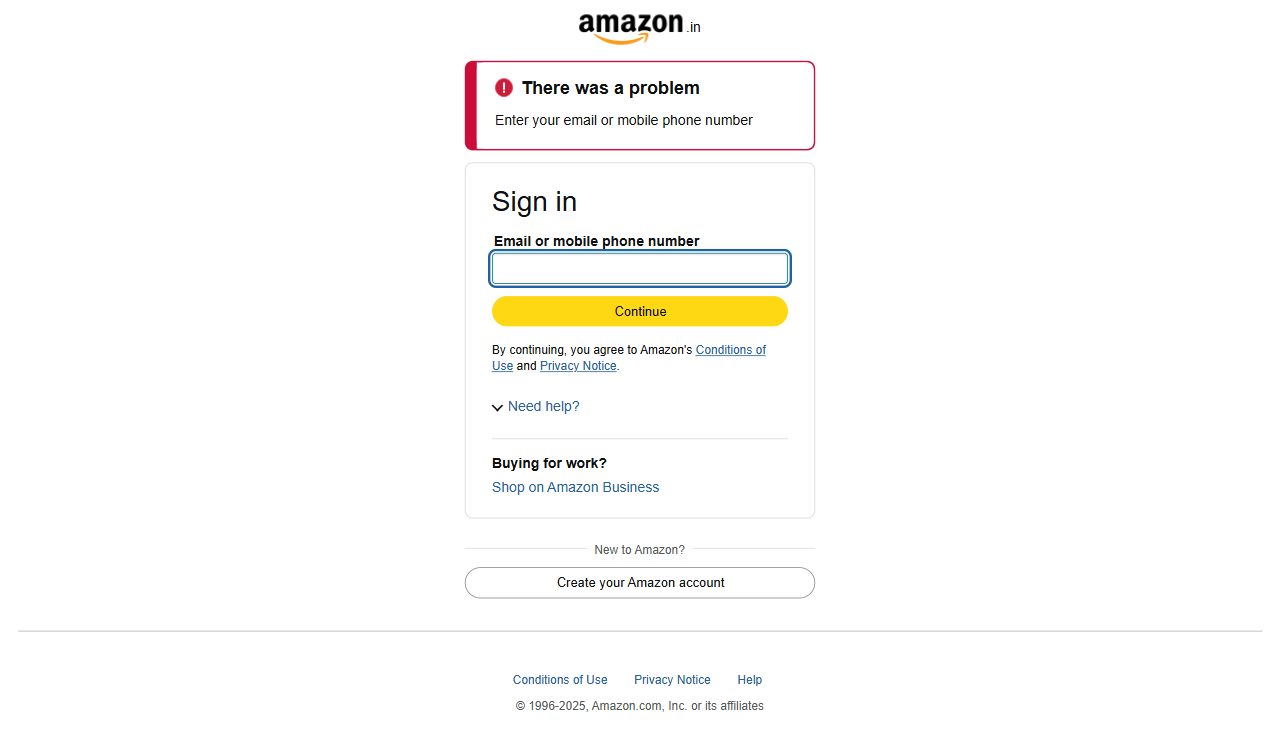 amazon.in
There was a problem
Enter your email or mobile phone number
Sign in
Email or mobile phone number
Continue
By continuing, you agree to Amazon's Conditions of
Use and Privacy Notice.
Need help?
Buying for work?
Shop on Amazon Business
New to Amazon?
Create your Amazon account
Conditions of Use Privacy Notice Help
© 1996-2025, Amazon.com, Inc. or its affiliates